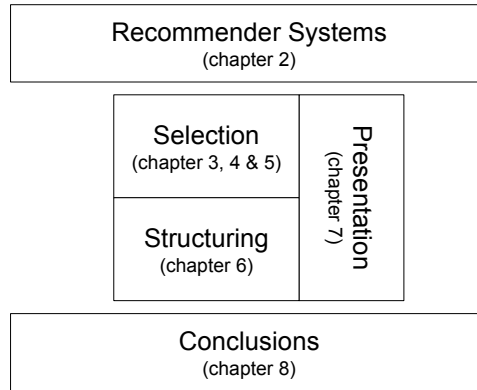 Recommender Systems
(chapter 2)
Selection
(chapter 3, 4 & 5)
Structuring
(chapter 6)
Presentation
(chapter 7)
Conclusions
(chapter 8)